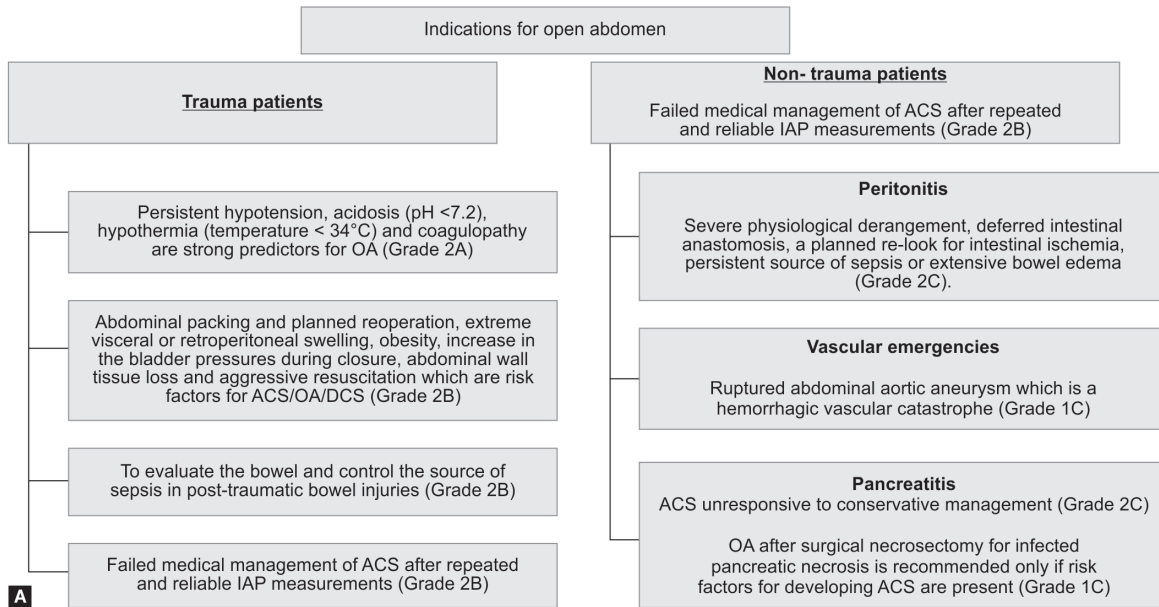 Indications for open abdomen
Trauma patients
Persistent hypotension, acidosis (pH <7.2),
hypothermia (temperature < 34°C) and coagulopathy
are strong predictors for OA (Grade 2A)
Abdominal packing and planned reoperation, extreme
visceral or retroperitoneal swelling, obesity, increase in
the bladder pressures during closure, abdominal wall
tissue loss and aggressive resuscitation which are risk
factors for ACS/OA/DCS (Grade 2B)
To evaluate the bowel and control the source of
sepsis in post-traumatic bowel injuries (Grade 2B)
Failed medical management of ACS after repeated
and reliable IAP measurements (Grade 2B)
Non- trauma patients
Failed medical management of ACS after repeated
and reliable IAP measurements (Grade 2B)
Peritonitis
Severe physiological derangement, deferred intestinal
anastomosis, a planned re-look for intestinal ischemia,
persistent source of sepsis or extensive bowel edema
(Grade 2C).
Vascular emergencies
Ruptured abdominal aortic aneurysm which is a
hemorrhagic vascular catastrophe (Grade 1C)
Pancreatitis
ACS unresponsive to conservative management (Grade 2C)
OA after surgical necrosectomy for infected
pancreatic necrosis is recommended only if risk
factors for developing ACS are present (Grade 1C)
A